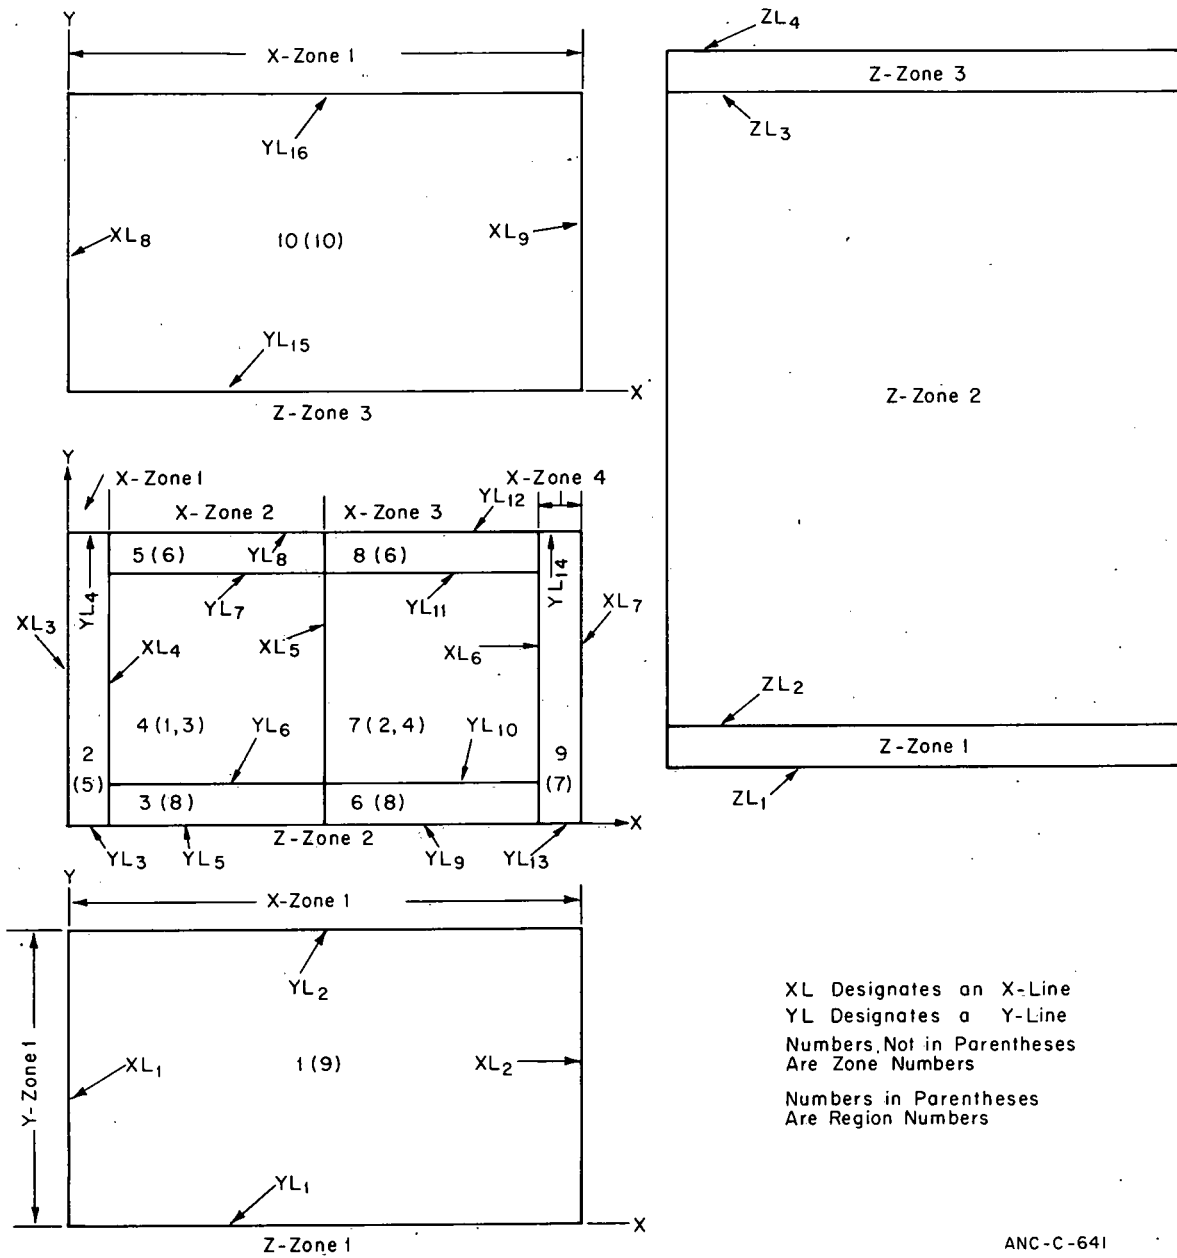 Y
X-Zone 1
YL16
XL8
10 (10)
XL9
YL15
X
Z-Zone 3
ZL4
Z-Zone 3
ZL3
Z-Zone 2
ZL2
Z-Zone 1
ZL1
Y
X-Zone 1
X-Zone 4
X-Zone 2
X-Zone 3
YL12
5 (6)
YL8
8 (6)
YL4
YL14
YL7
YL11
XL3
XL7
XL4
XL5
XL6
4 (1,3)
YL6
7 (2,4)
YL10
2
(5)
9
(7)
3 (8)
6 (8)
X
Z-Zone 2
YL3
YL5
YL9
YL13
Y
X-Zone 1
YL2
Y-Zone 1
XL1
1 (9)
XL2
YL1
X
Z-Zone 1
XL Designates an X-Line
YL Designates a Y-Line
Numbers, Not in Parentheses
Are Zone Numbers
Numbers in Parentheses
Are Region Numbers
ANC-C-641